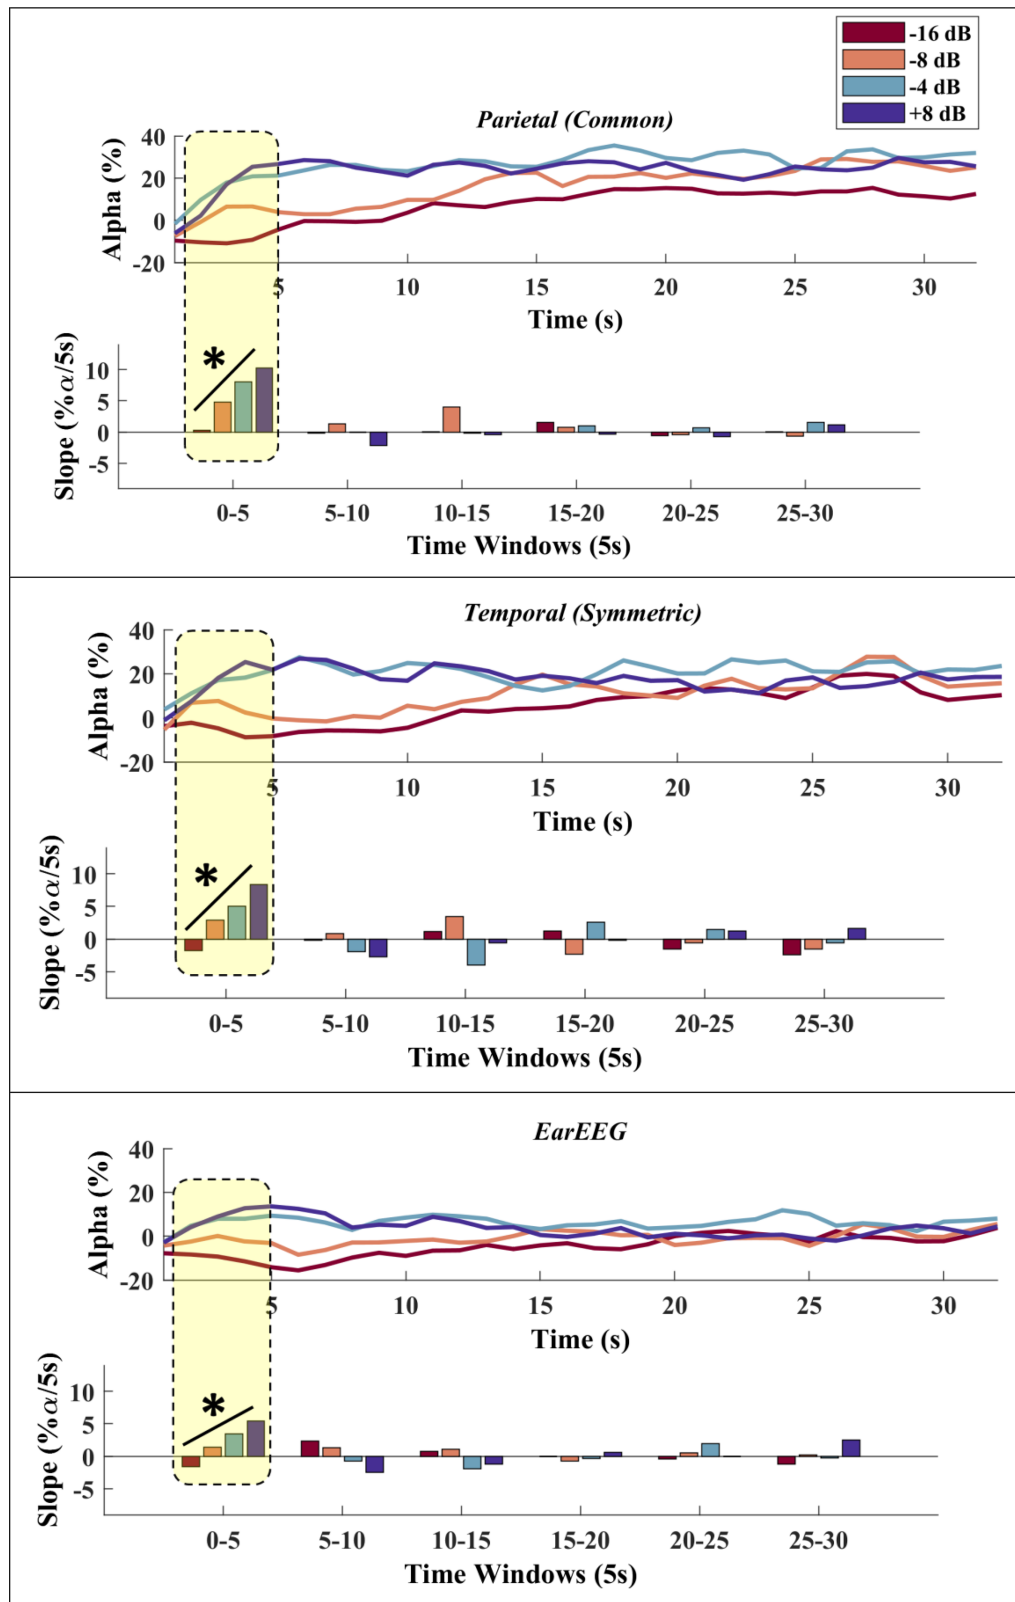 -16 dB
-8 dB
-4 dB
+8 dB
Parietal (Common)
Alpha (%)
40
20
0
-20
5 10 15 20 25 30
Time (s)
Slope (%α/5s)
10
5
0
-5
*
0-5 5-10 10-15 15-20 20-25 25-30
Time Windows (5s)
Temporal (Symmetric)
Alpha (%)
40
20
0
-20
5 10 15 20 25 30
Time (s)
Slope (%α/5s)
10
5
0
-5
*
0-5 5-10 10-15 15-20 20-25 25-30
Time Windows (5s)
EarEEG
Alpha (%)
40
20
0
-20
5 10 15 20 25 30
Time (s)
Slope (%α/5s)
10
5
0
-5
*
0-5 5-10 10-15 15-20 20-25 25-30
Time Windows (5s)